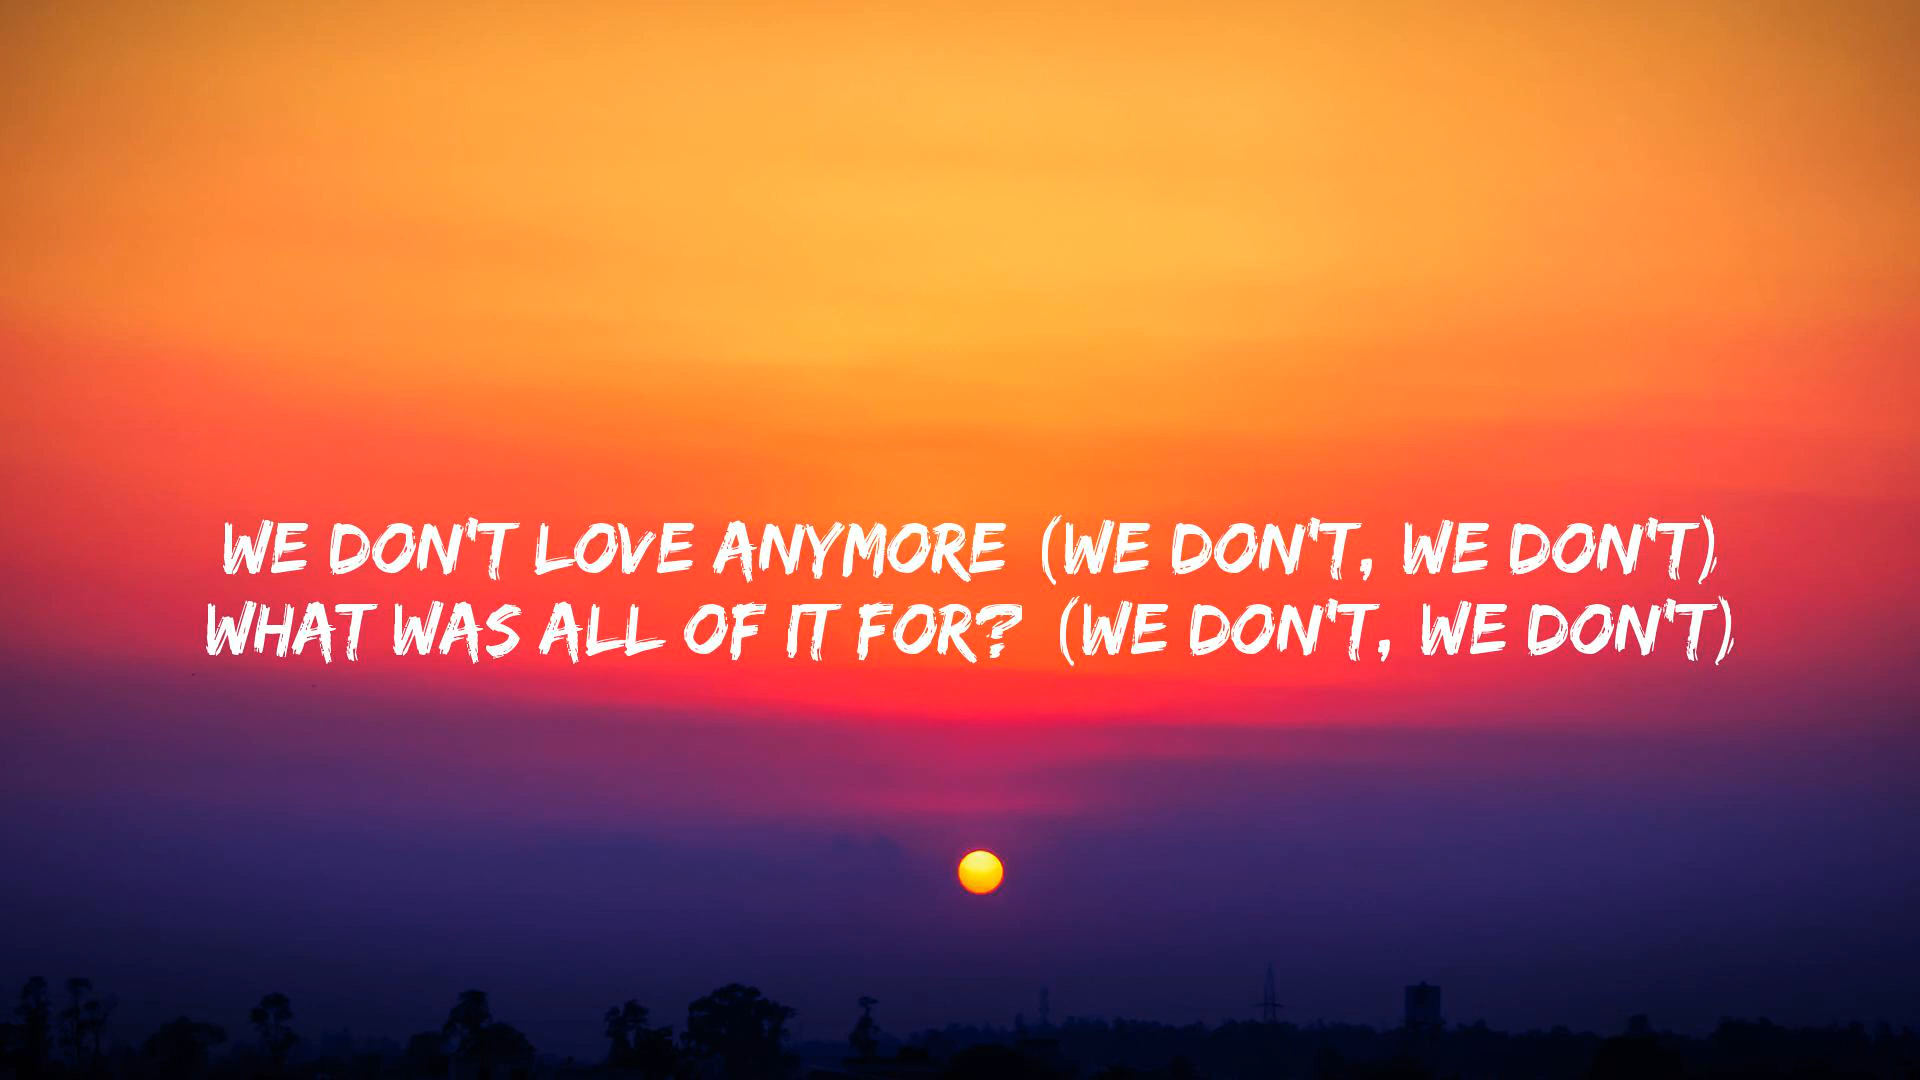 WE DON'T LOVE ANYMORE (WE DON'T, WE DON'T)
WHAT WAS ALL OF IT FOR? (WE DON'T, WE DON'T)